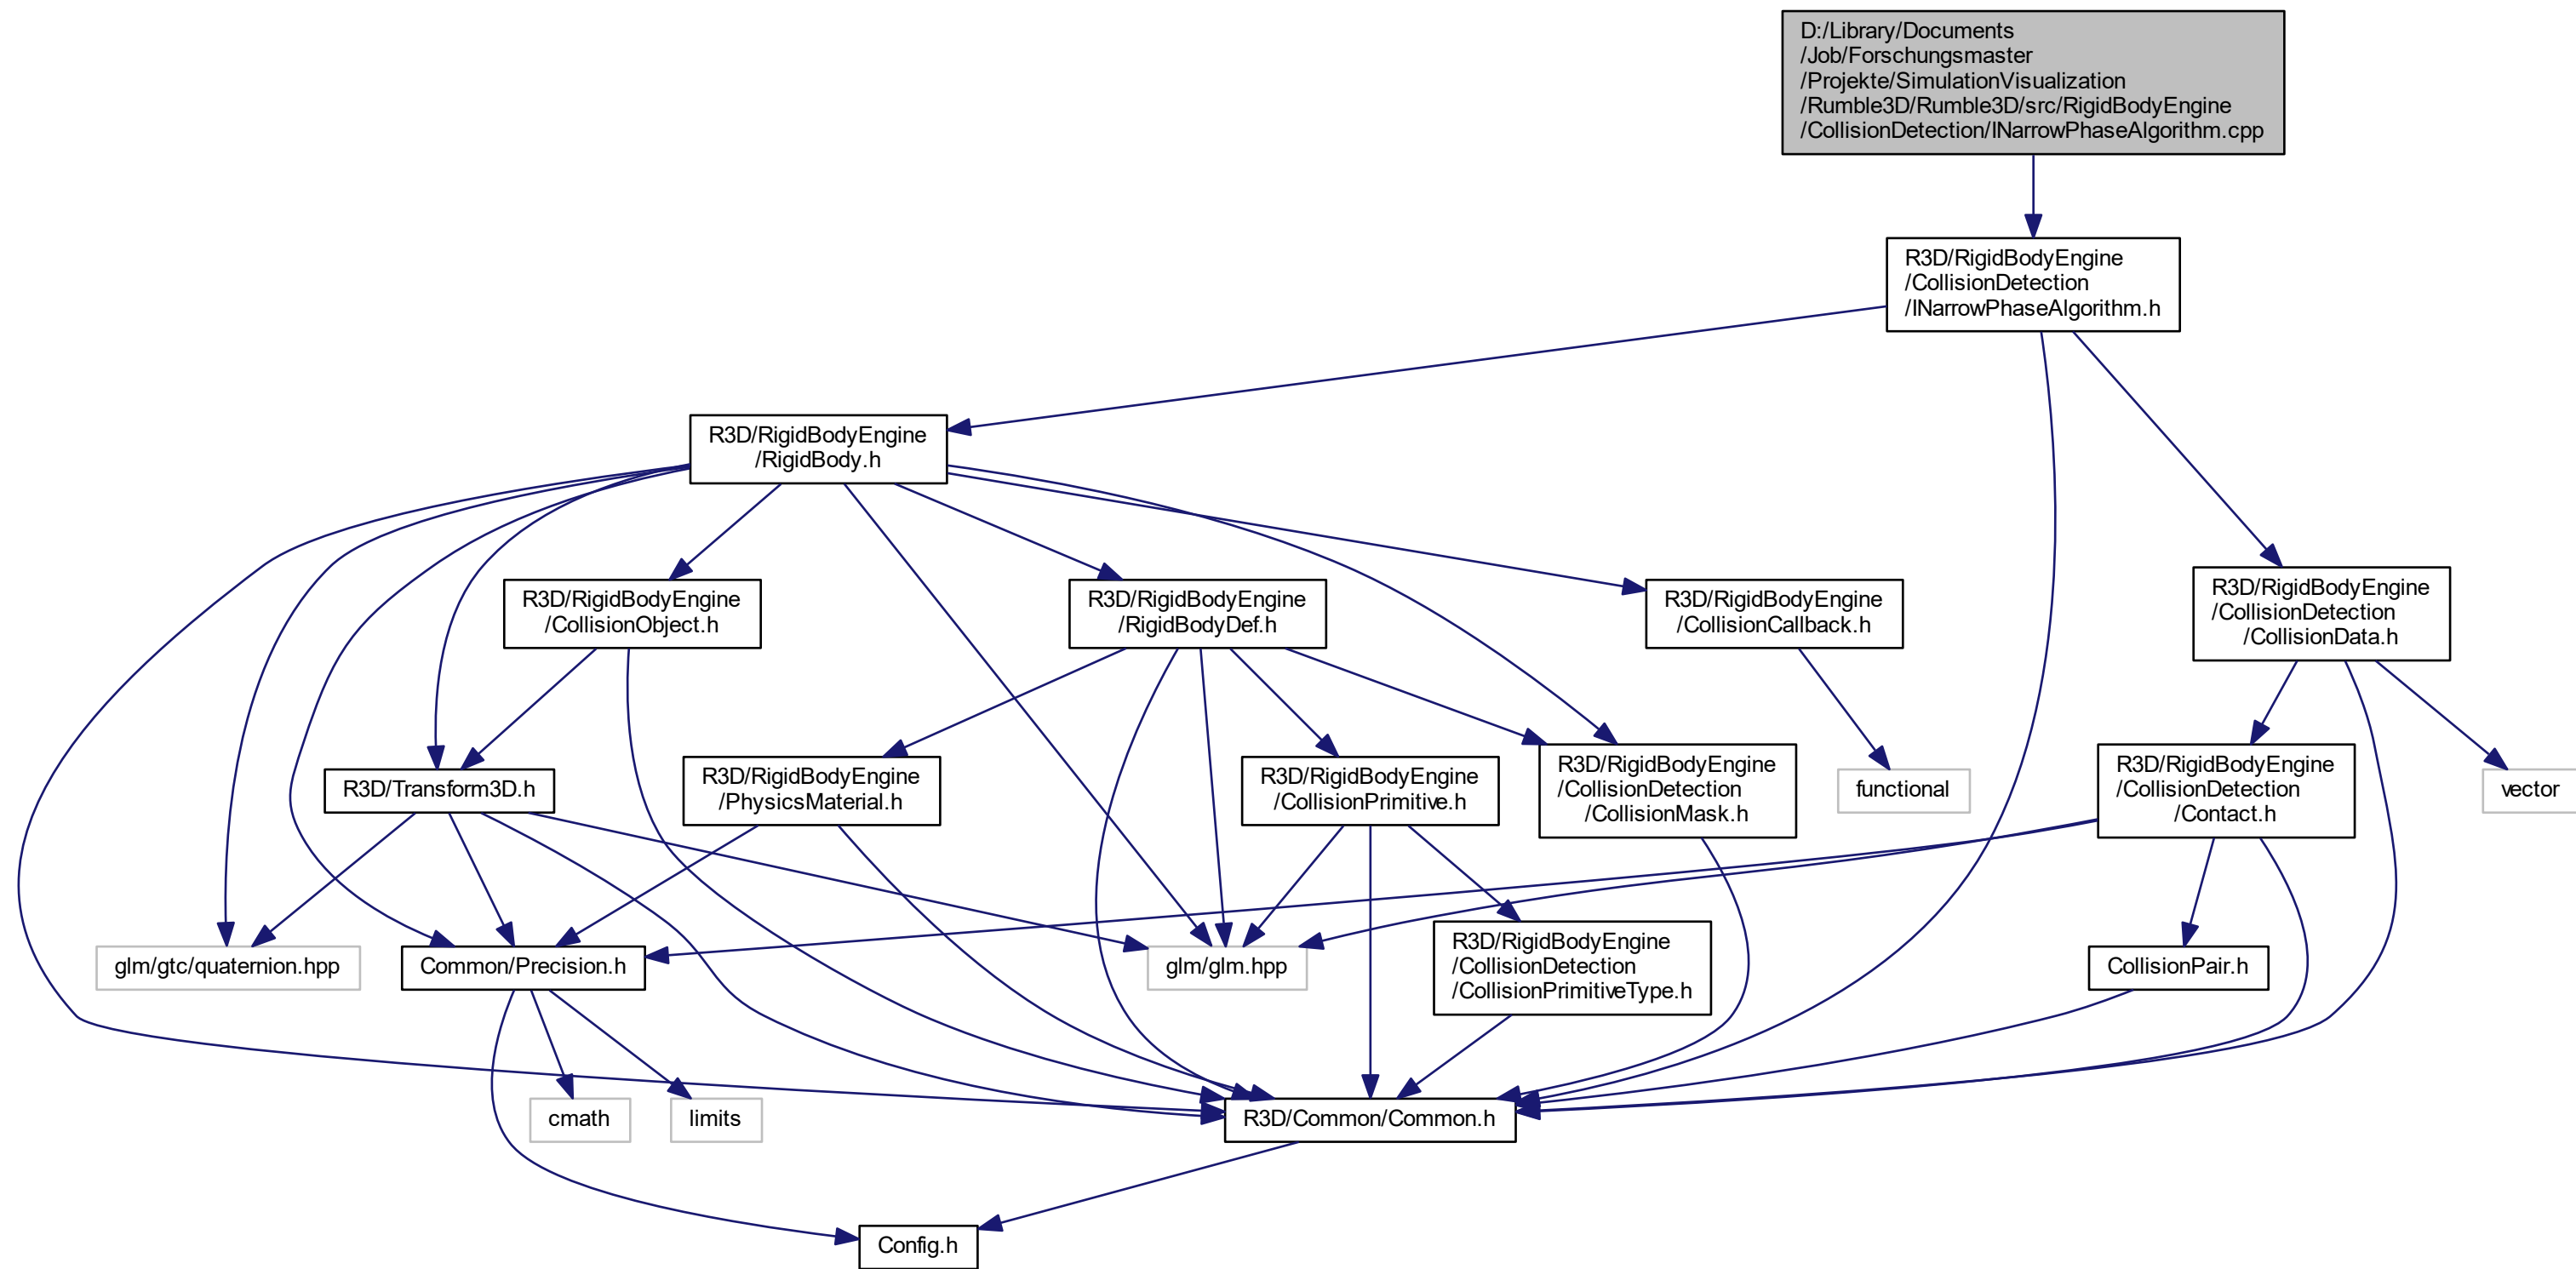 D:/Library/Documents
/Job/Forschungsmaster
/Projekte/SimulationVisualization
/Rumble3D/Rumble3D/src/RigidBodyEngine
/CollisionDetection/INarrowPhaseAlgorithm.cpp
R3D/RigidBodyEngine
/CollisionDetection
/INarrowPhaseAlgorithm.h
R3D/RigidBodyEngine
/RigidBody.h
R3D/RigidBodyEngine
/CollisionObject.h
R3D/RigidBodyEngine
/RigidBodyDef.h
R3D/RigidBodyEngine
/CollisionCallback.h
R3D/RigidBodyEngine
/CollisionDetection
/CollisionData.h
R3D/Transform3D.h
R3D/RigidBodyEngine
/PhysicsMaterial.h
R3D/RigidBodyEngine
/CollisionPrimitive.h
R3D/RigidBodyEngine
/CollisionDetection
/CollisionMask.h
functional
R3D/RigidBodyEngine
/CollisionDetection
/Contact.h
vector
glm/gtc/quaternion.hpp
Common/Precision.h
glm/glm.hpp
R3D/RigidBodyEngine
/CollisionDetection
/CollisionPrimitiveType.h
CollisionPair.h
cmath
limits
R3D/Common/Common.h
Config.h